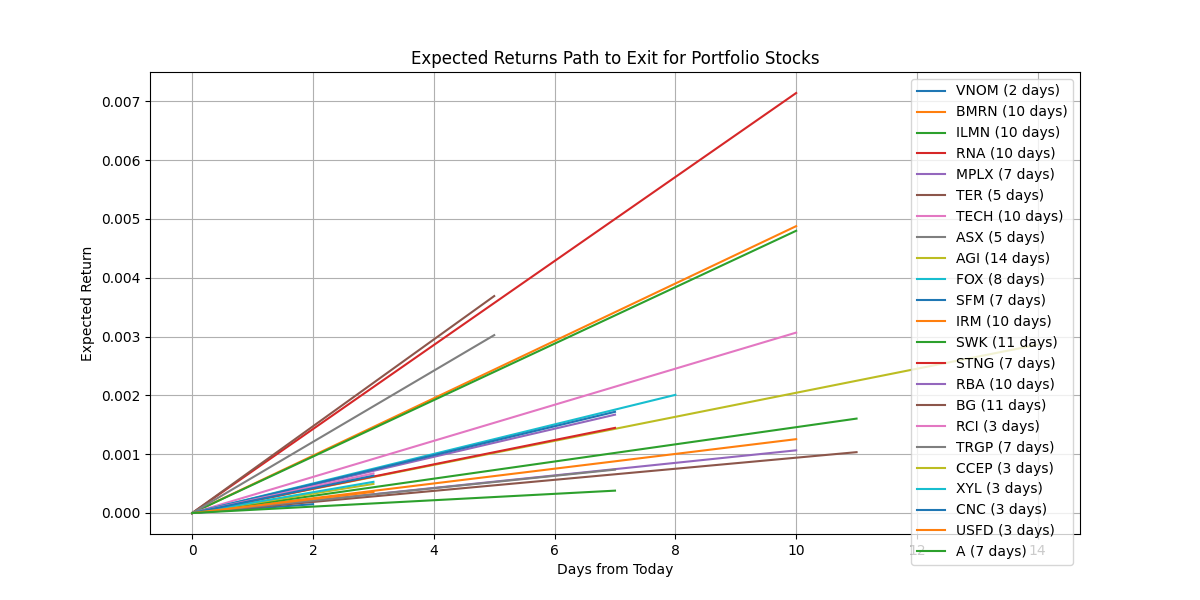 Expected Returns Path to Exit for Portfolio Stocks
Expected Return
0.007
0.006
0.005
0.004
0.003
0.002
0.001
0.000
0 2 4 6 8 10 12 14
Days from Today
VNOM (2 days)
BMRN (10 days)
ILMN (10 days)
RNA (10 days)
MPLX (7 days)
TER (5 days)
TECH (10 days)
ASX (5 days)
AGI (14 days)
FOX (8 days)
SFM (7 days)
IRM (10 days)
SWK (11 days)
STNG (7 days)
RBA (10 days)
BG (11 days)
RCI (3 days)
TRGP (7 days)
CCEP (3 days)
XYL (3 days)
CNC (3 days)
USFD (3 days)
A (7 days)